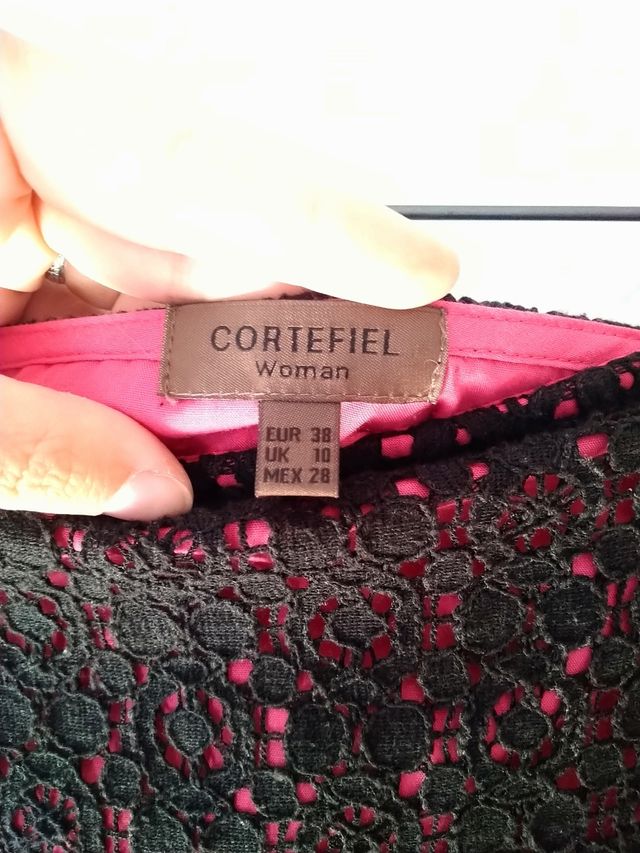 CORTEFIEL
Woman
EUR 38
UK 10
MEX 28